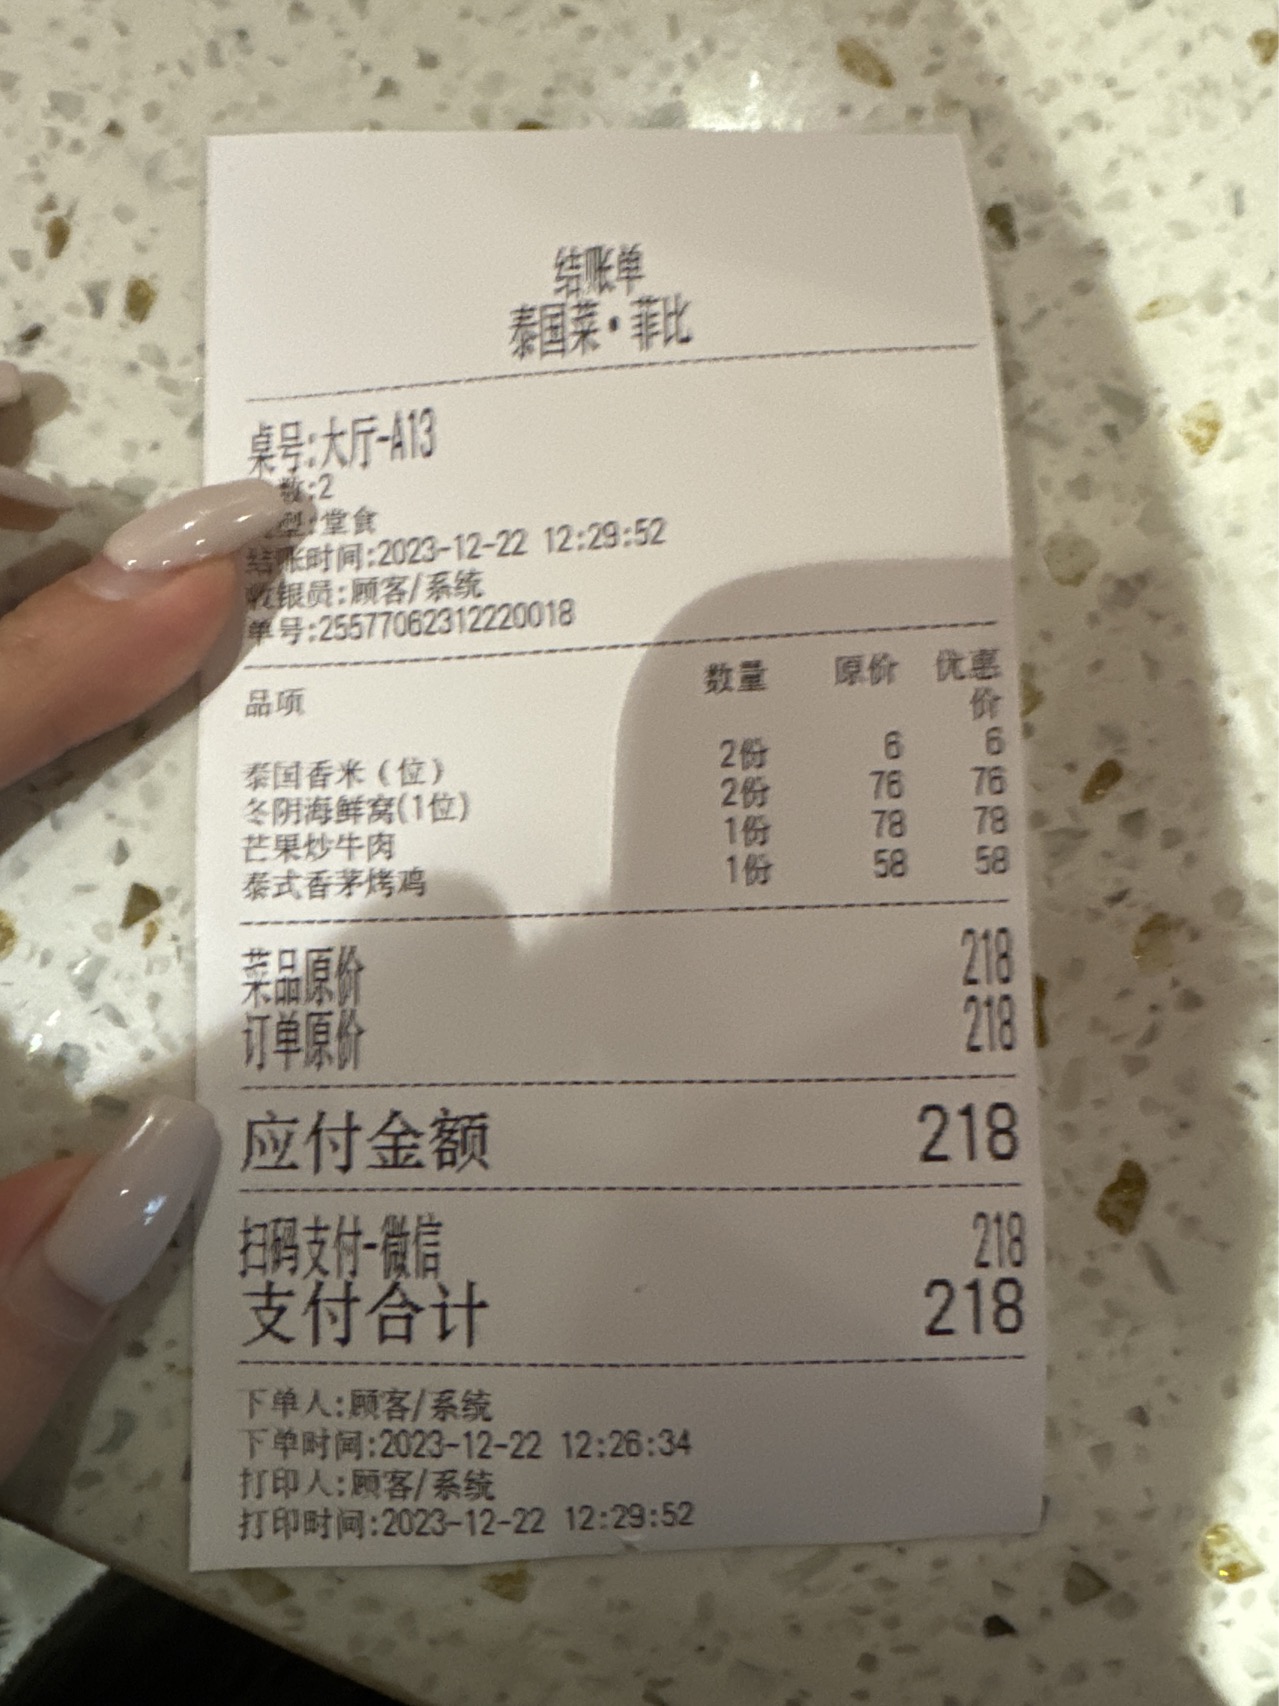 结账单
泰国菜·菲比
桌号:大厅-A13
数:2
型:堂食
结账时间:2023-12-22 12:29:52
收银员:顾客/系统
单号:25577062312220018
品项 数量 原价 优惠价
泰国香米(位) 2份 6 6
冬阴海鲜窝(1位) 2份 76 76
芒果炒牛肉 1份 78 78
泰式香茅烤鸡 1份 58 58
菜品原价 218
订单原价 218
应付金额 218
扫码支付-微信 218
支付合计 218
下单人:顾客/系统
下单时间:2023-12-22 12:26:34
打印人:顾客/系统
打印时间:2023-12-22 12:29:52